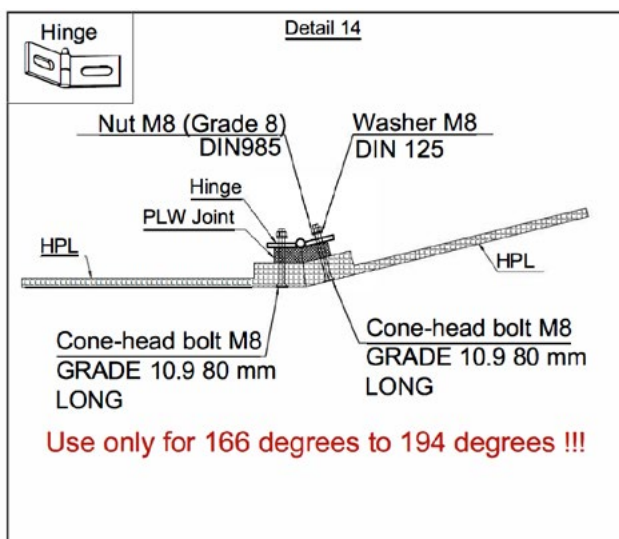 Hinge
Detail 14
Nut M8 (Grade 8)
DIN985
Washer M8
DIN 125
Hinge
PLW Joint
HPL
HPL
Cone-head bolt M8
GRADE 10.9 80 mm
LONG
Cone-head bolt M8
GRADE 10.9 80 mm
LONG
Use only for 166 degrees to 194 degrees !!!